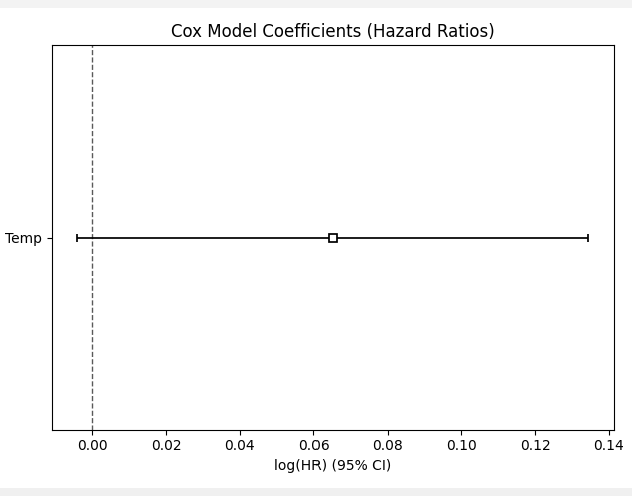 Cox Model Coefficients (Hazard Ratios)
Temp
0.00 0.02 0.04 0.06 0.08 0.10 0.12 0.14
log(HR) (95% CI)